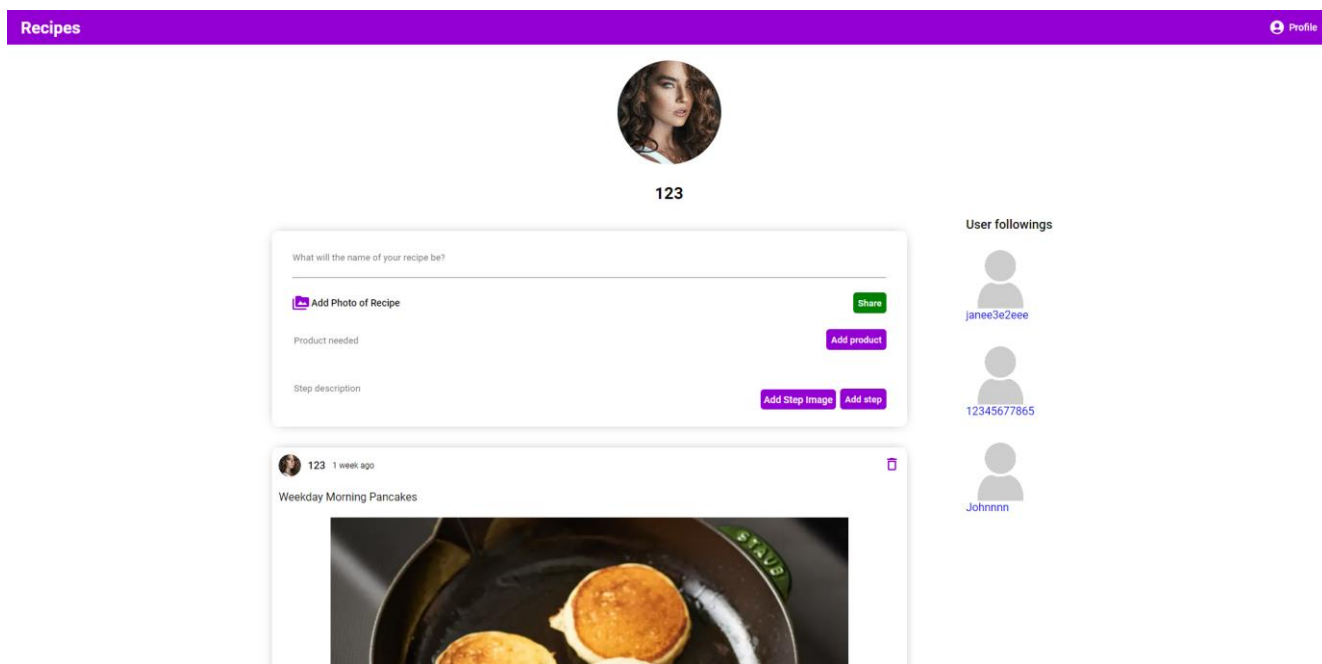 Recipes
Profile
123
User followings
What will the name of your recipe be?
Add Photo of Recipe
Share
janee3e2eee
Product needed
Add product
Step description
Add Step Image
Add step
12345677865
123 1 week ago
Weekday Morning Pancakes
Johnnnn
STAUB